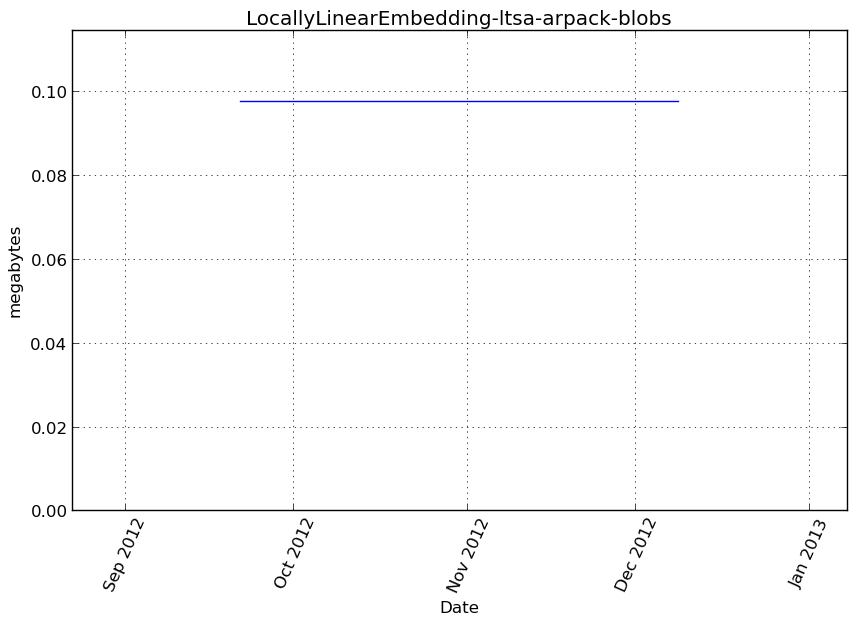 LocallyLinearEmbedding-ltsa-arpack-blobs
0.10
0.08
0.06
0.04
0.02
0.00
megabytes
Sep 2012
Oct 2012
Nov 2012
Dec 2012
Jan 2013
Date